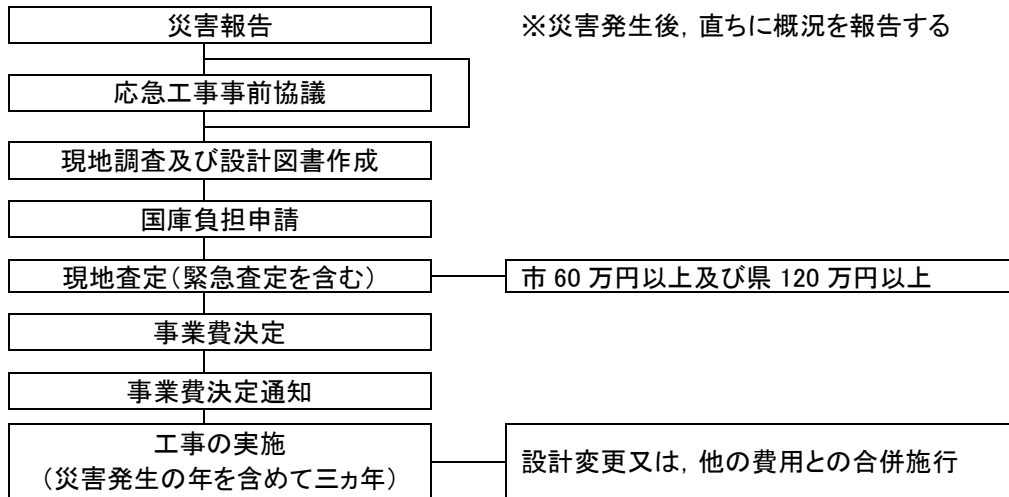 災害報告
※災害発生後，直ちに概況を報告する
応急工事事前協議
現地調査及び設計図書作成
国庫負担申請
現地査定（緊急査定を含む）
市 60 万円以上及び県 120 万円以上
事業費決定
事業費決定通知
工事の実施
（災害発生の年を含めて三ヵ年）
設計変更又は，他の費用との合併施行